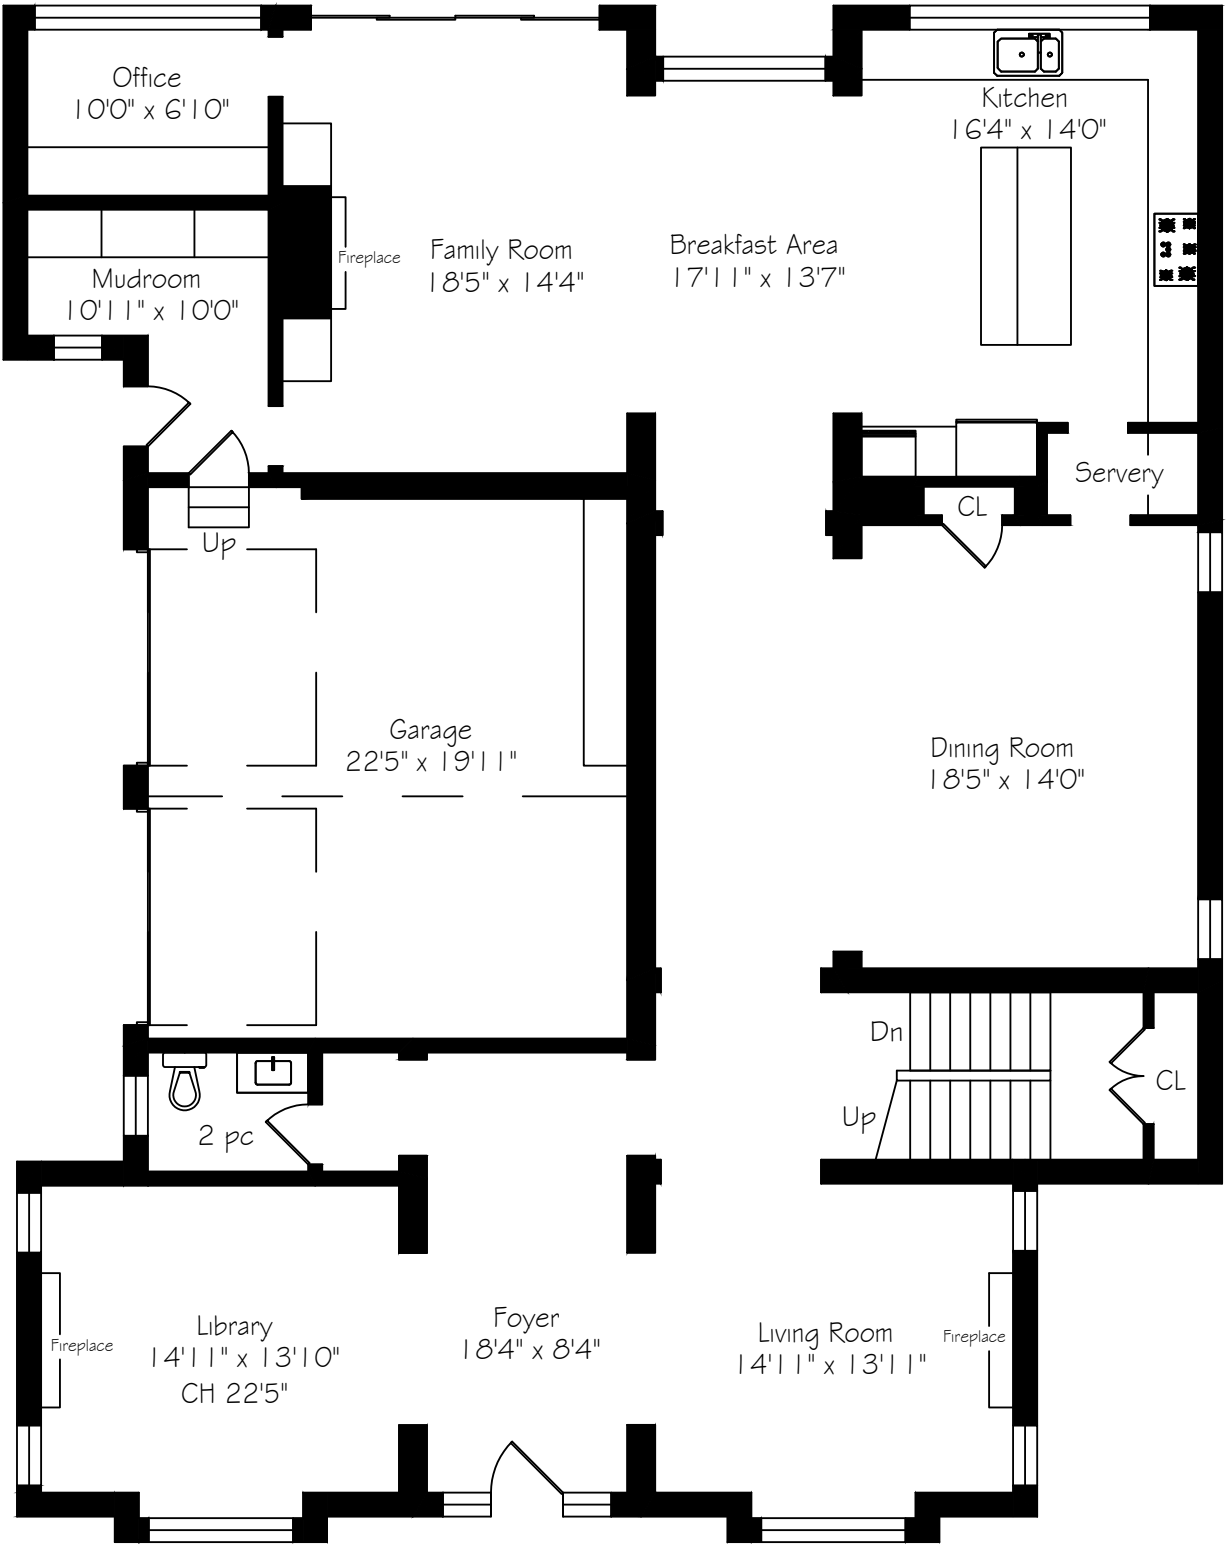 Office
10'0" x 6'10"
Kitchen
16'4" x 14'0"
Mudroom
10'11" x 10'0"
Fireplace
Family Room
18'5" x 14'4"
Breakfast Area
17'11" x 13'7"
Servery
CL
Up
Garage
22'5" x 19'11"
Dining Room
18'5" x 14'0"
Dn
Up
CL
2 pc
Library
14'11" x 13'10"
CH 22'5"
Fireplace
Foyer
18'4" x 8'4"
Living Room
14'11" x 13'11"
Fireplace